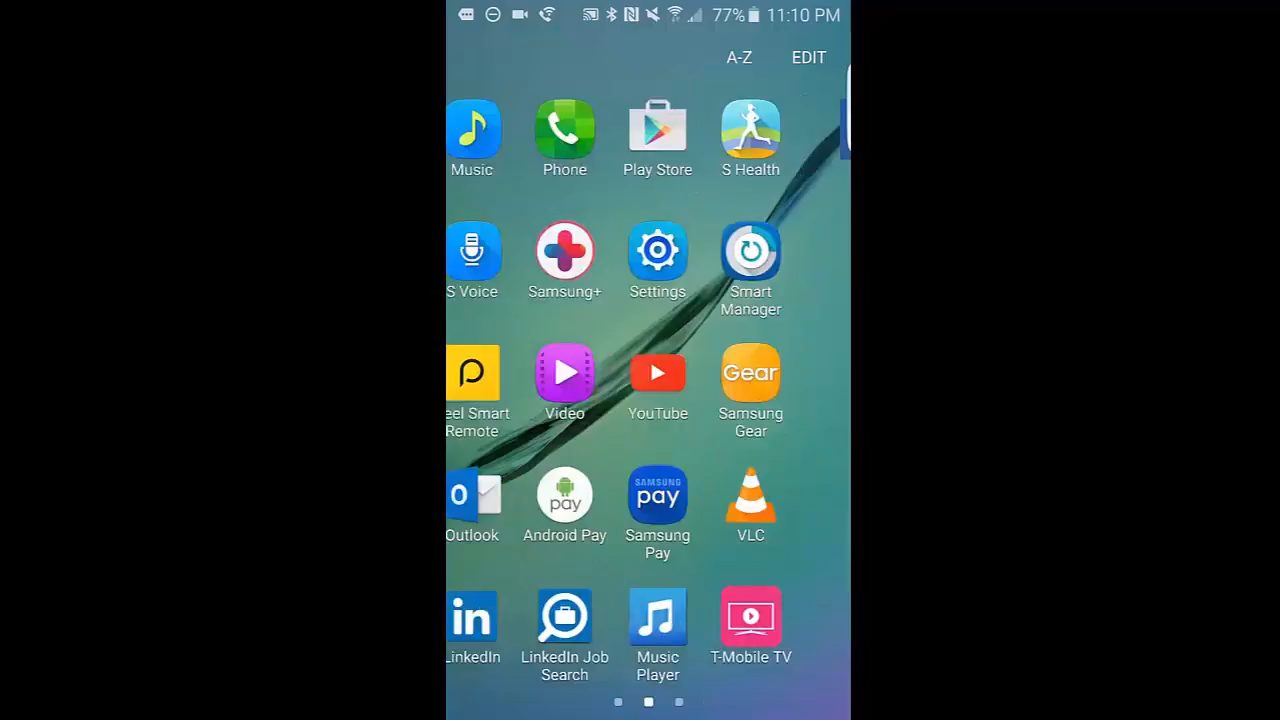 77% 11:10 PM
A-Z EDIT
Music Phone Play Store S Health
S Voice Samsung+ Settings Smart
Manager
eel Smart Video YouTube Gear Samsung
Remote Gear
O pay SAMSUNG
pay
Outlook Android Pay Samsung VLC
Pay
in
LinkedIn LinkedIn Job Music T-Mobile TV
Search Player